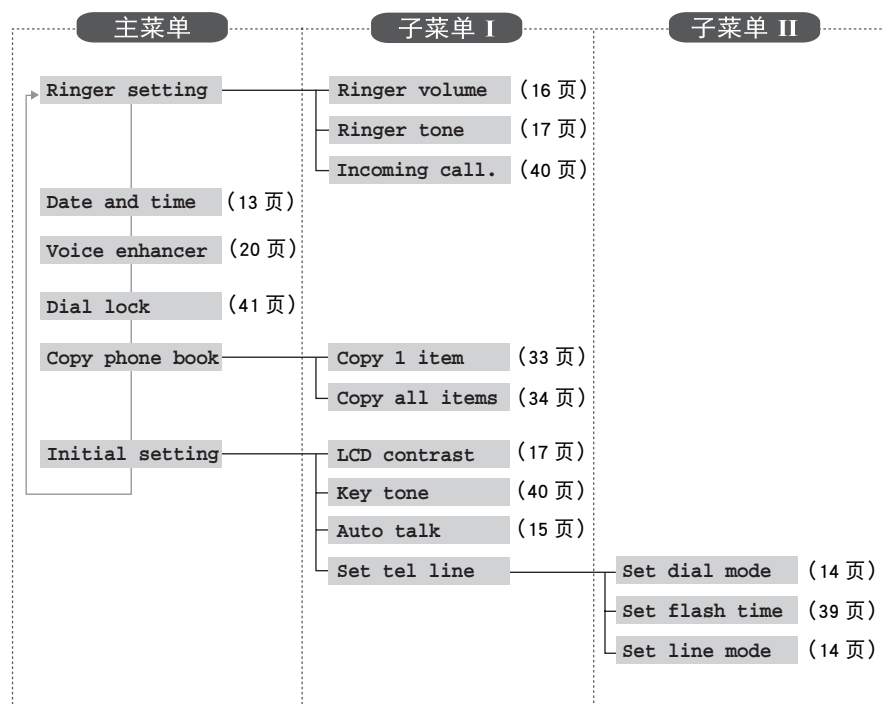 主菜单 子菜单 I 子菜单 II
Ringer setting Ringer volume (16 页)
Ringer tone (17 页)
Incoming call. (40 页)
Date and time (13 页)
Voice enhancer (20 页)
Dial lock (41 页)
Copy phone book Copy 1 item (33 页)
Copy all items (34 页)
Initial setting LCD contrast (17 页)
Key tone (40 页)
Auto talk (15 页)
Set tel line Set dial mode (14 页)
Set flash time (39 页)
Set line mode (14 页)